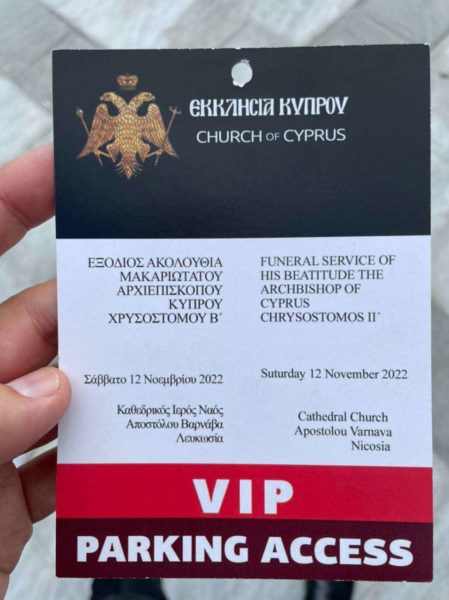 ΕΚΚΛΗCΙΑ ΚΥΠΡΟΥ
CHURCH OF CYPRUS
ΕΞΟΔΙΟΣ ΑΚΟΛΟΥΘΙΑ
ΜΑΚΑΡΙΩΤΑΤΟΥ
ΑΡΧΙΕΠΙΣΚΟΠΟΥ
ΚΥΠΡΟΥ
ΧΡΥΣΟΣΤΟΜΟΥ Β΄
FUNERAL SERVICE OF
HIS BEATITUDE THE
ARCHBISHOP OF
CYPRUS
CHRYSOSTOMOS II΄
Σάββατο 12 Νοεμβρίου 2022
Suturday 12 November 2022
Καθεδρικός Ιερός Ναός
Αποστόλου Βαρνάβα
Λευκωσία
Cathedral Church
Apostolou Varnava
Nicosia
VIP
PARKING ACCESS